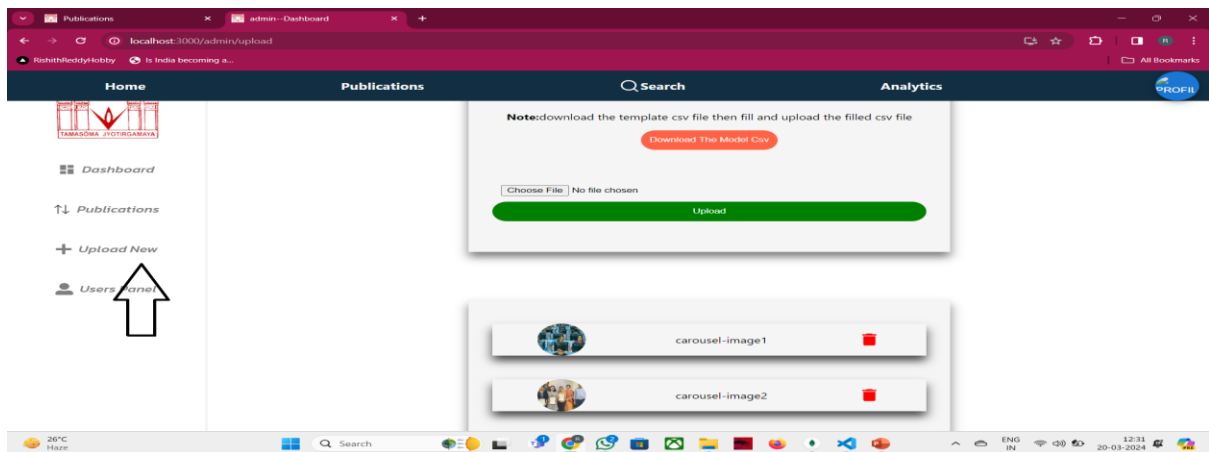 Publications
admin--Dashboard
localhost:3000/admin/upload
RishithReddyHobby
Is India becoming a...
All Bookmarks
Home
Publications
Search
Analytics
PROFIL
TAMASOMA JYOTIRGAMAYA
Dashboard
Publications
Upload New
Users Panel
Note:download the template csv file then fill and upload the filled csv file
Download The Model Csv
Choose File No file chosen
Upload
carousel-image1
carousel-image2
26°C
Haze
Search
ENG
IN
12:31
20-03-2024